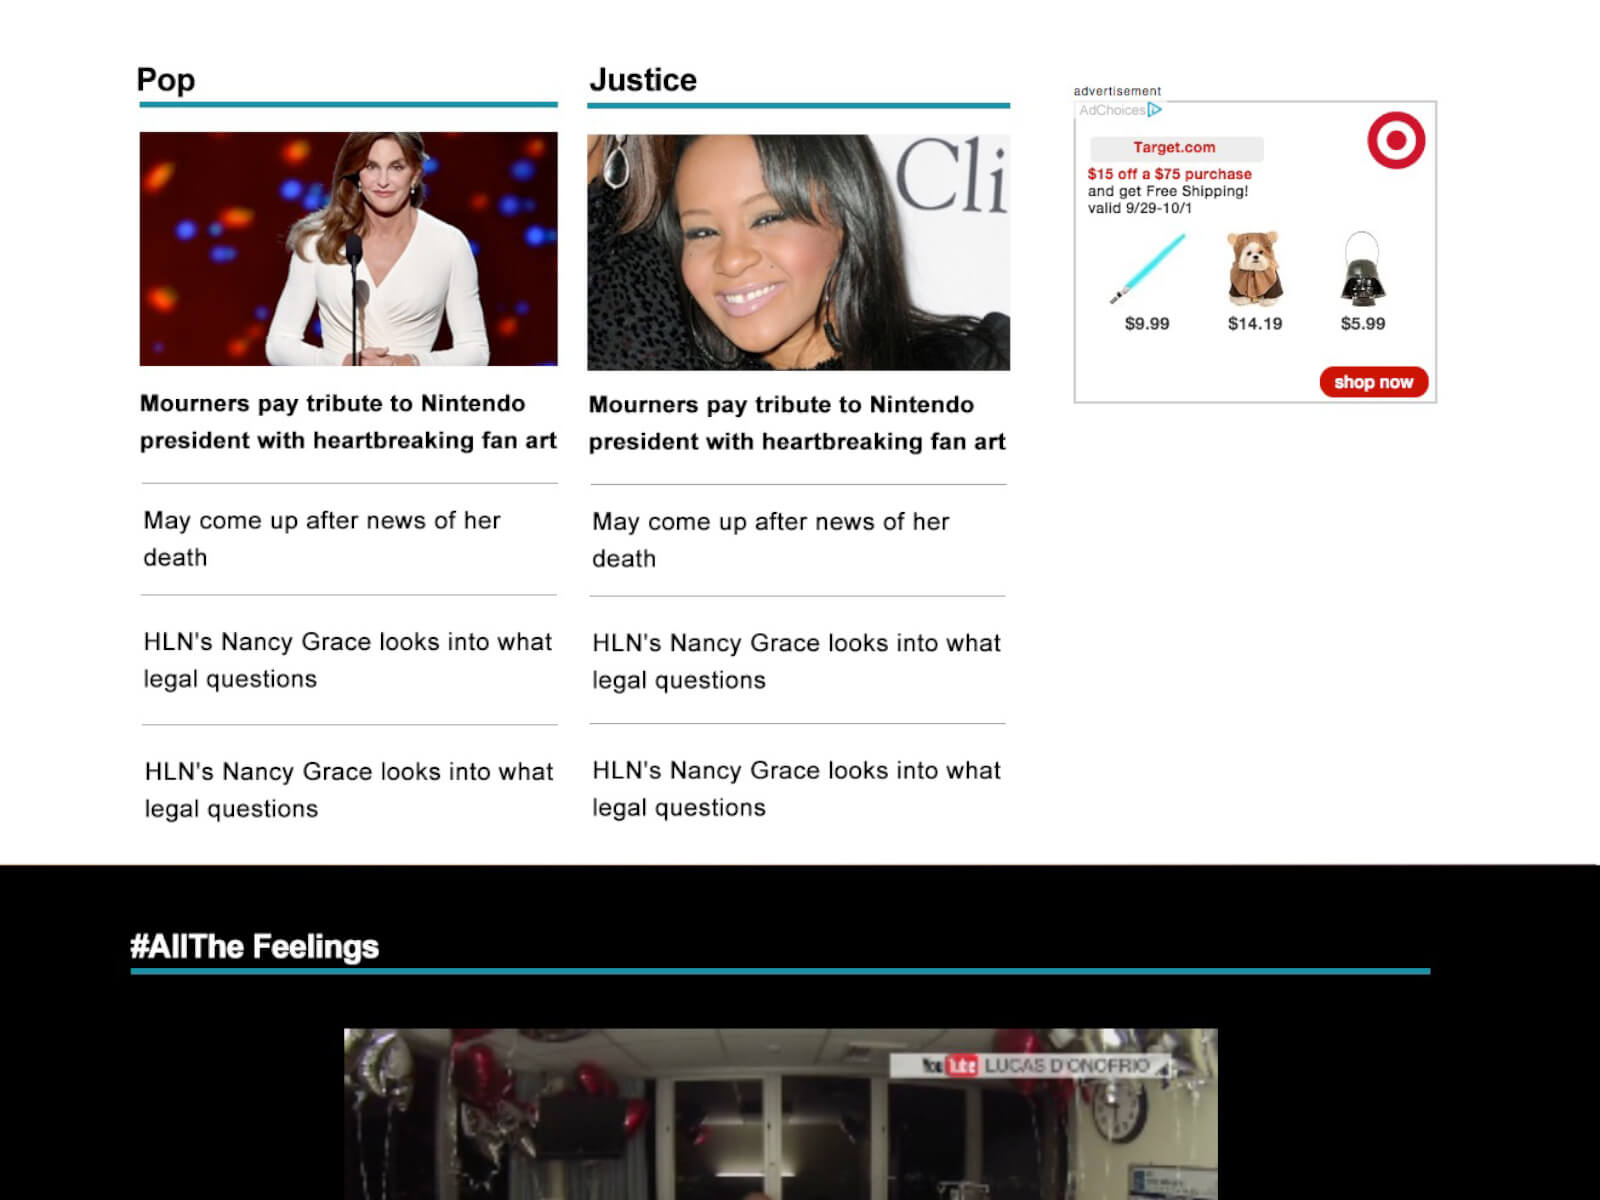 Pop
Mourners pay tribute to Nintendo
president with heartbreaking fan art
May come up after news of her
death
HLN's Nancy Grace looks into what
legal questions
HLN's Nancy Grace looks into what
legal questions
Justice
Cli
Mourners pay tribute to Nintendo
president with heartbreaking fan art
May come up after news of her
death
HLN's Nancy Grace looks into what
legal questions
HLN's Nancy Grace looks into what
legal questions
advertisement
AdChoices
Target.com
$15 off a $75 purchase
and get Free Shipping!
valid 9/29-10/1
$9.99 $14.19 $5.99
shop now
#AllThe Feelings
YouTube LUCAS D'ONOFRIO